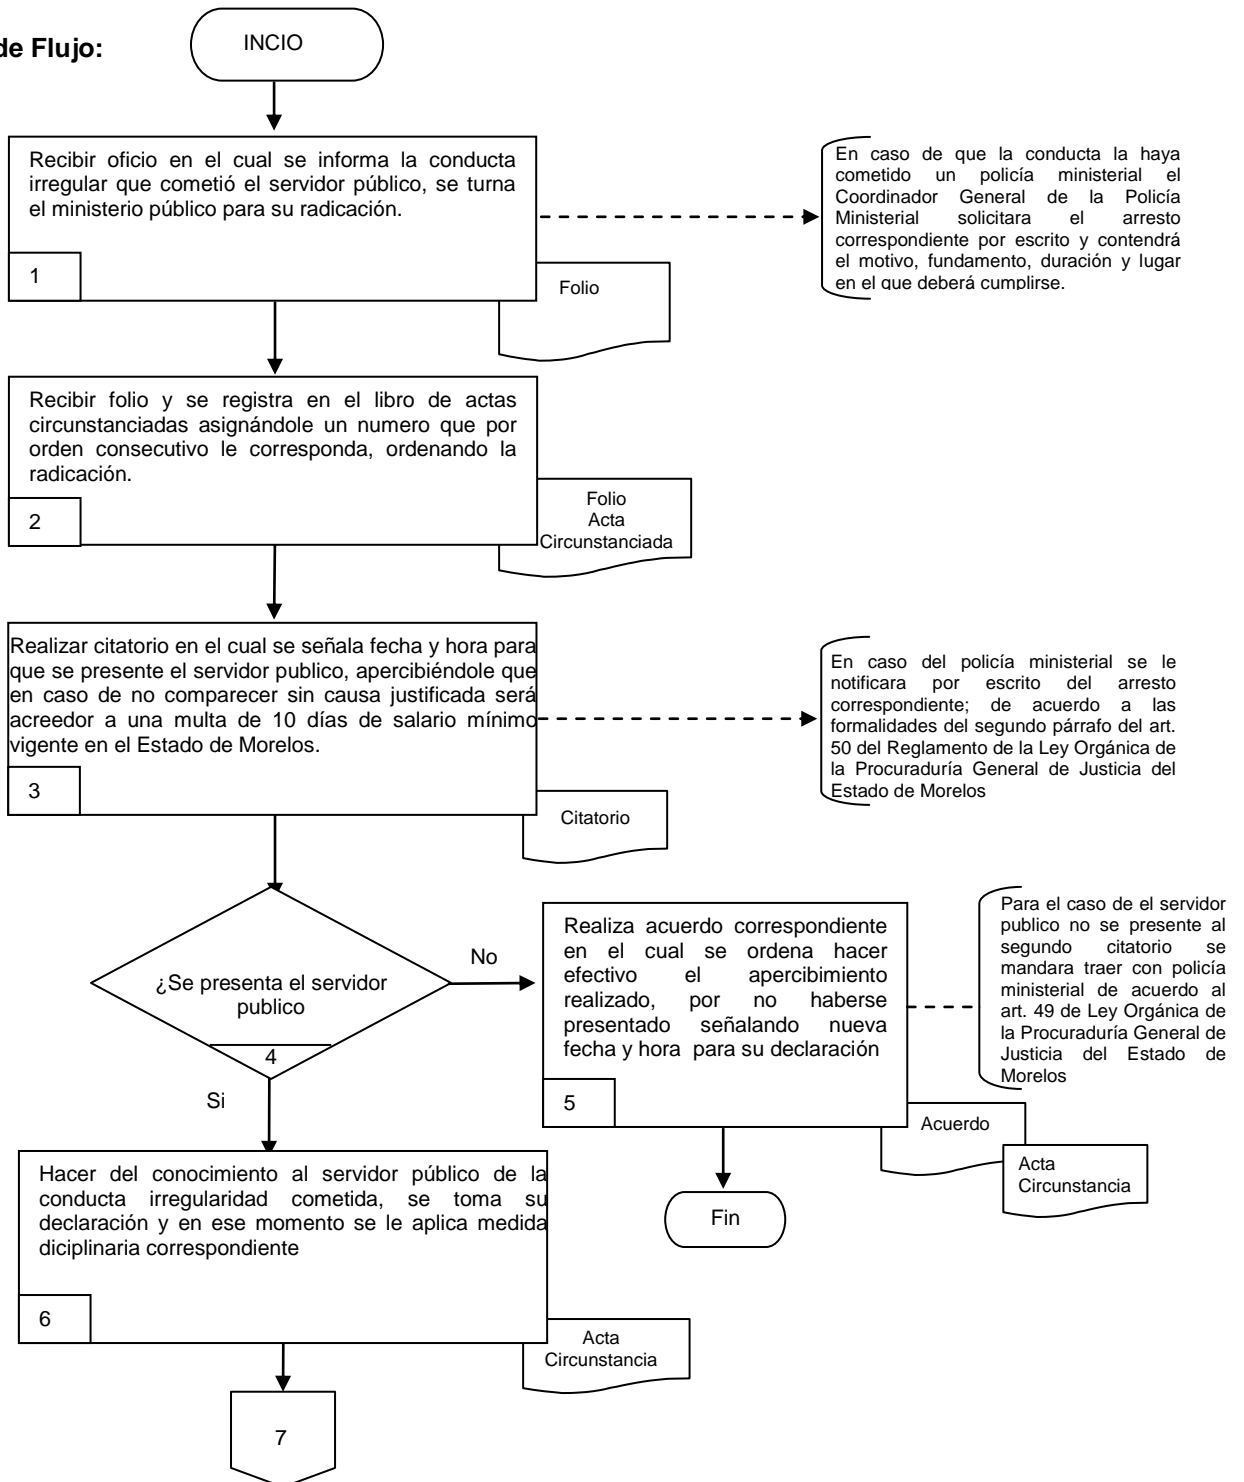 de Flujo:
INCIO
Recibir oficio en el cual se informa la conducta
irregular que cometió el servidor público, se turna
el ministerio público para su radicación.
1
Folio
En caso de que la conducta la haya
cometido un policía ministerial el
Coordinador General de la Policía
Ministerial solicitara el arresto
correspondiente por escrito y contendrá
el motivo, fundamento, duración y lugar
en el que deberá cumplirse.
Recibir folio y se registra en el libro de actas
circunstanciadas asignándole un numero que por
orden consecutivo le corresponda, ordenando la
radicación.
2
Folio
Acta
Circunstanciada
Realizar citatorio en el cual se señala fecha y hora para
que se presente el servidor publico, apercibiéndole que
en caso de no comparecer sin causa justificada será
acreedor a una multa de 10 días de salario mínimo
vigente en el Estado de Morelos.
3
Citatorio
En caso del policía ministerial se le
notificara por escrito del arresto
correspondiente; de acuerdo a las
formalidades del segundo párrafo del art.
50 del Reglamento de la Ley Orgánica de
la Procuraduría General de Justicia del
Estado de Morelos
¿Se presenta el servidor
publico
4
No
Si
Realiza acuerdo correspondiente
en el cual se ordena hacer
efectivo el apercibimiento
realizado, por no haberse
presentado señalando nueva
fecha y hora para su declaración
5
Acuerdo
Acta
Circunstancia
Para el caso de el servidor
publico no se presente al
segundo citatorio se
mandara traer con policía
ministerial de acuerdo al
art. 49 de Ley Orgánica de
la Procuraduría General de
Justicia del Estado de
Morelos
Fin
Hacer del conocimiento al servidor público de la
conducta irregularidad cometida, se toma su
declaración y en ese momento se le aplica medida
diciplinaria correspondiente
6
Acta
Circunstancia
7